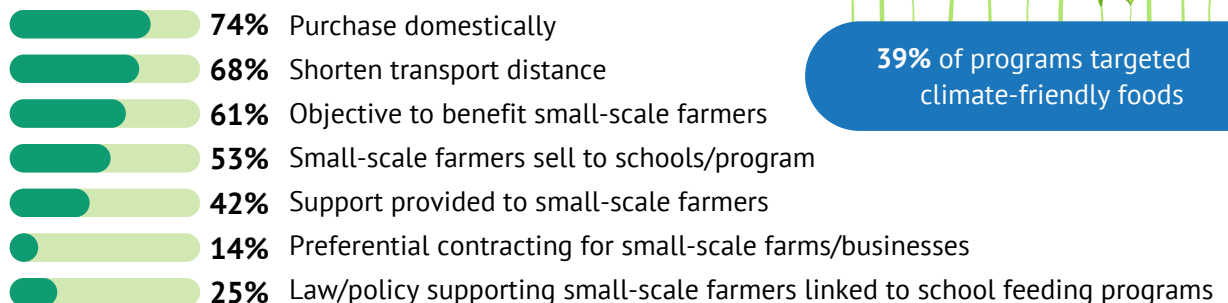 74% Purchase domestically
68% Shorten transport distance
61% Objective to benefit small-scale farmers
53% Small-scale farmers sell to schools/program
42% Support provided to small-scale farmers
14% Preferential contracting for small-scale farms/businesses
25% Law/policy supporting small-scale farmers linked to school feeding programs
39% of programs targeted
climate-friendly foods